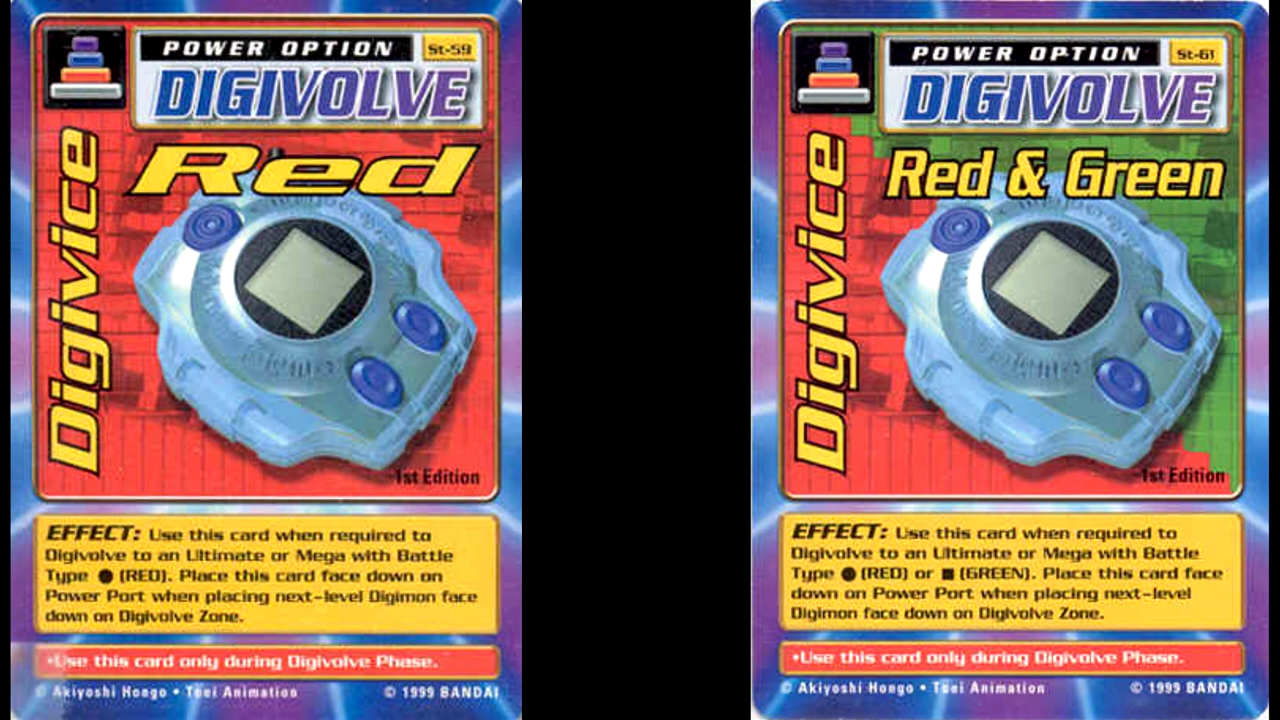 POWER OPTION St-59
DIGIVOLVE
Red
Digivice
1st Edition
EFFECT: Use this card when required to
Digivolve to an Ultimate or Mega with Battle
Type ● (RED). Place this card face down on
Power Port when placing next-level Digimon face
down on Digivolve Zone.
•Use this card only during Digivolve Phase.
© Akiyoshi Hongo • Toei Animation © 1999 BANDAI
POWER OPTION St-61
DIGIVOLVE
Red & Green
Digivice
1st Edition
EFFECT: Use this card when required to
Digivolve to an Ultimate or Mega with Battle
Type ● (RED) or ■ (GREEN). Place this card face
down on Power Port when placing next-level
Digimon face down on Digivolve Zone.
•Use this card only during Digivolve Phase.
© Akiyoshi Hongo • Toei Animation © 1999 BANDAI